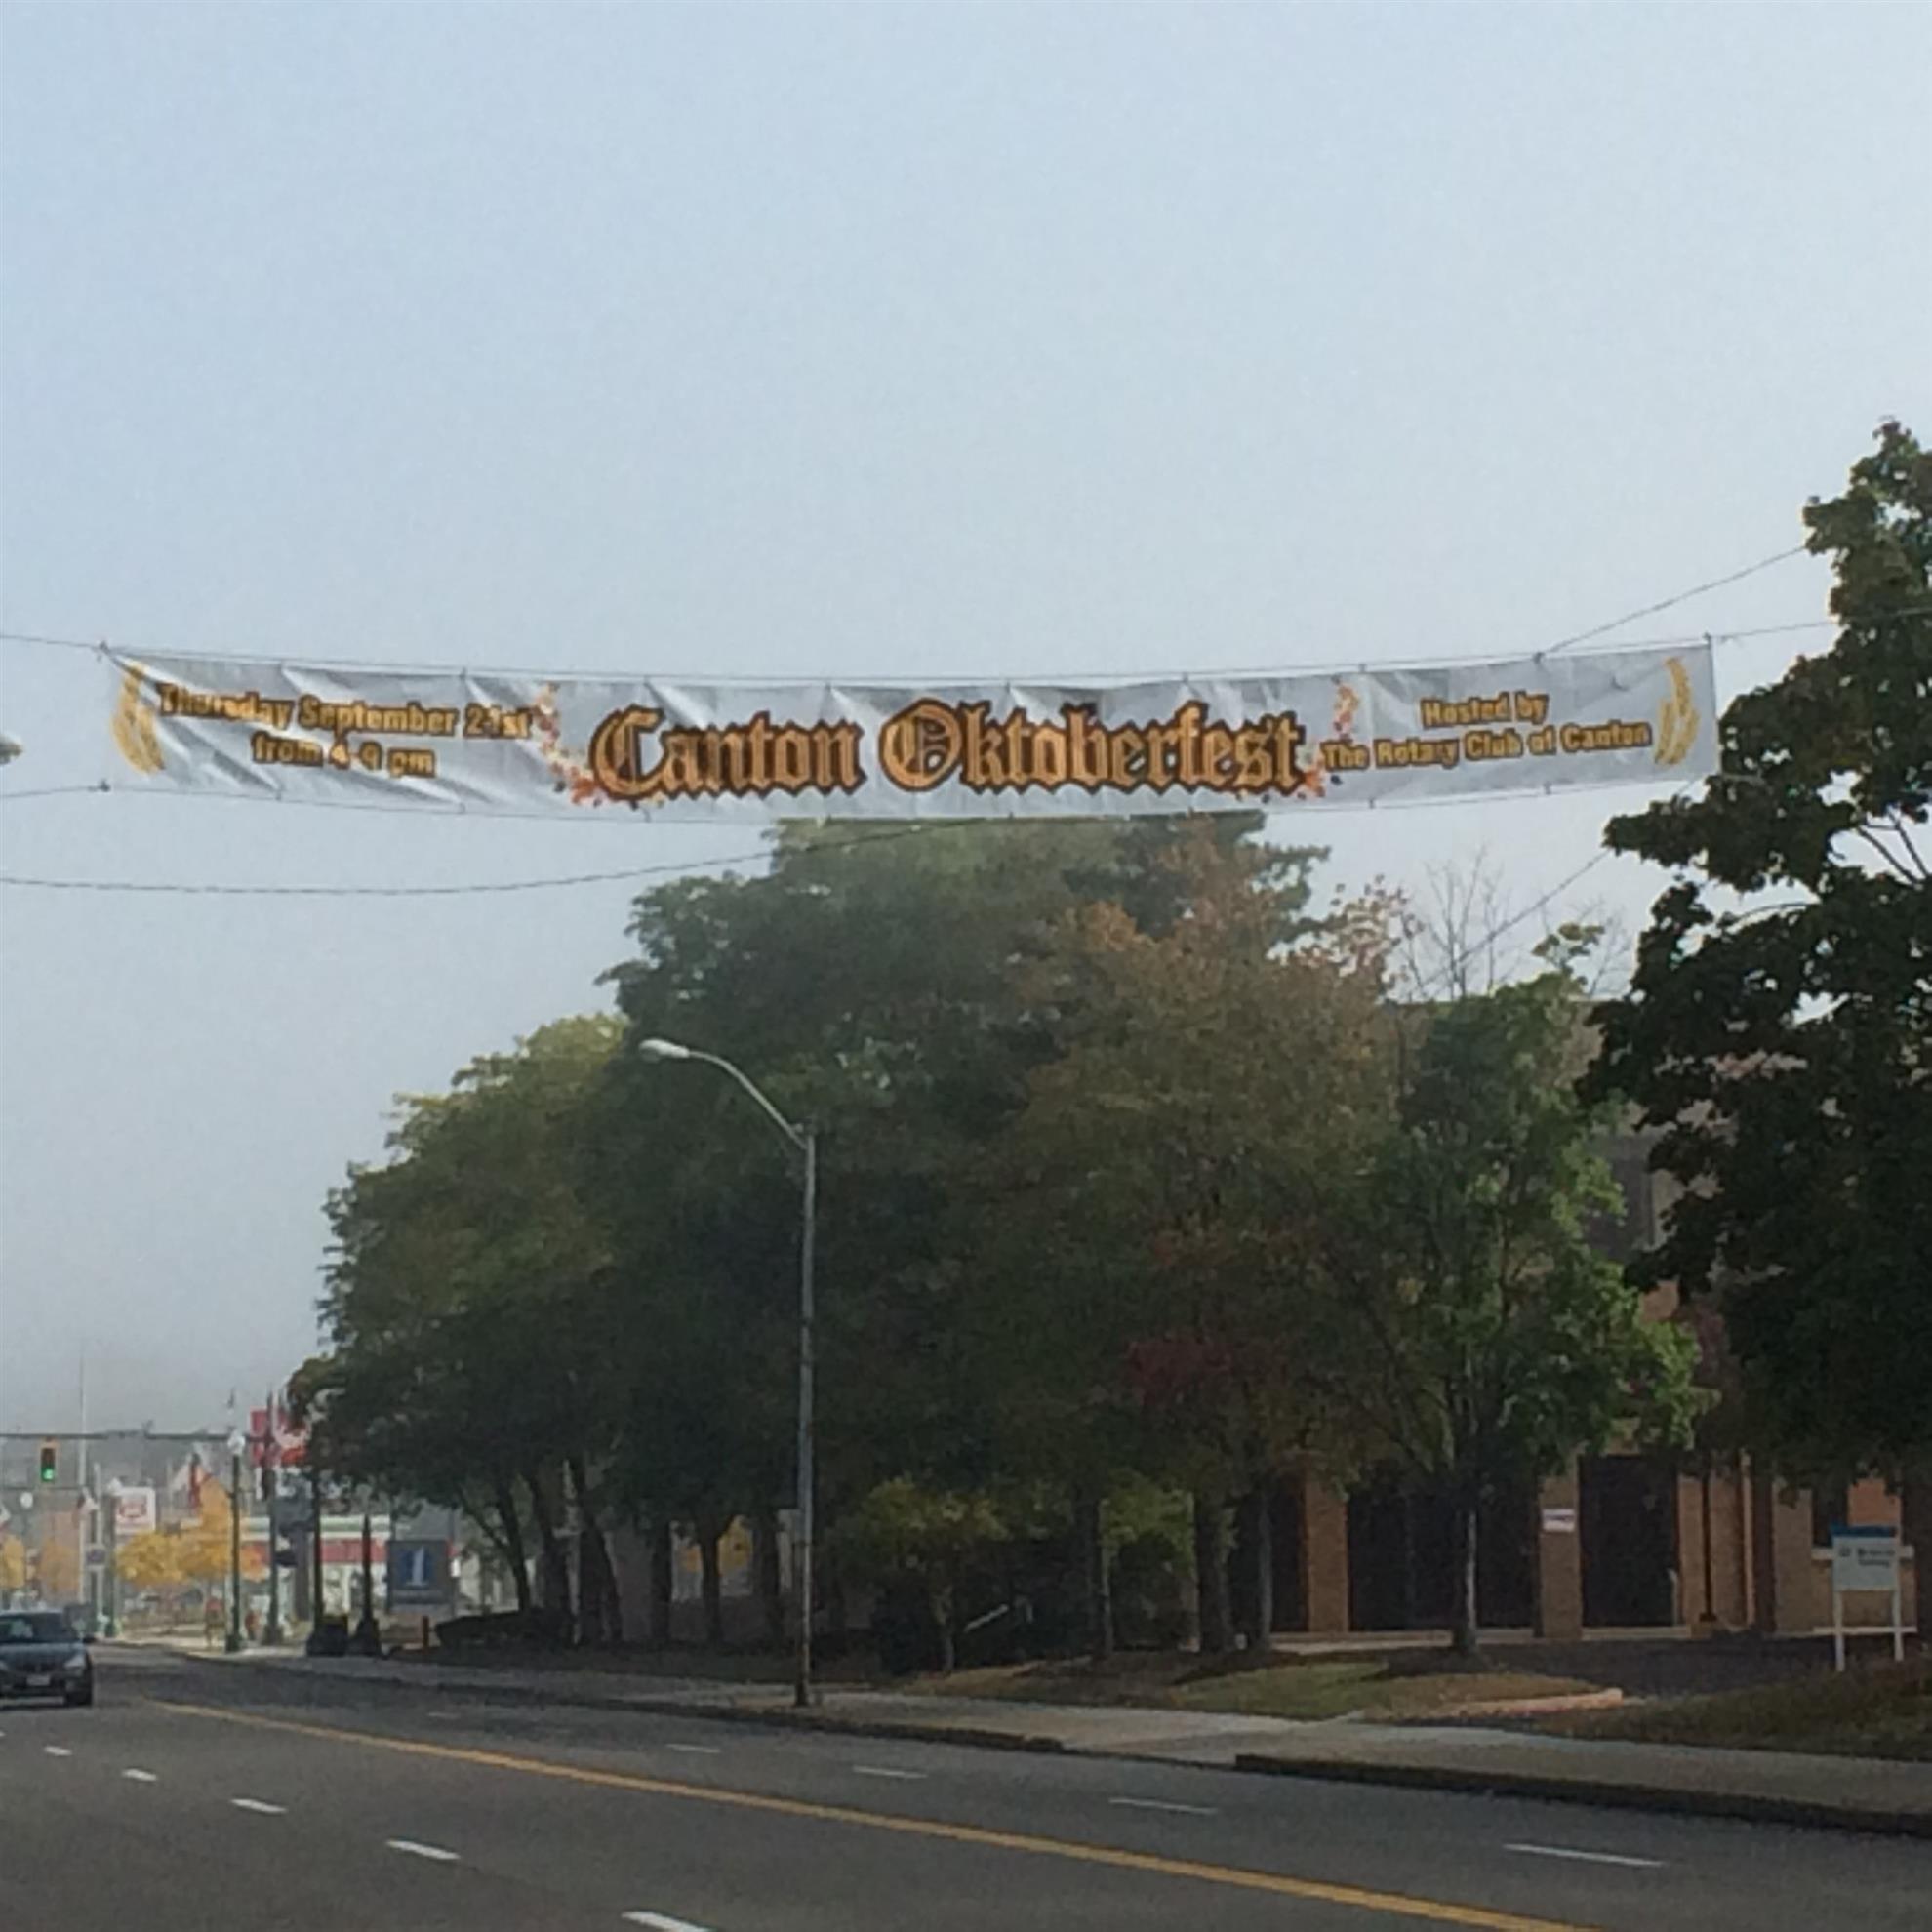 Thursday September 21st
from 4-9 pm
Canton Oktoberfest
Hosted by
The Rotary Club of Canton